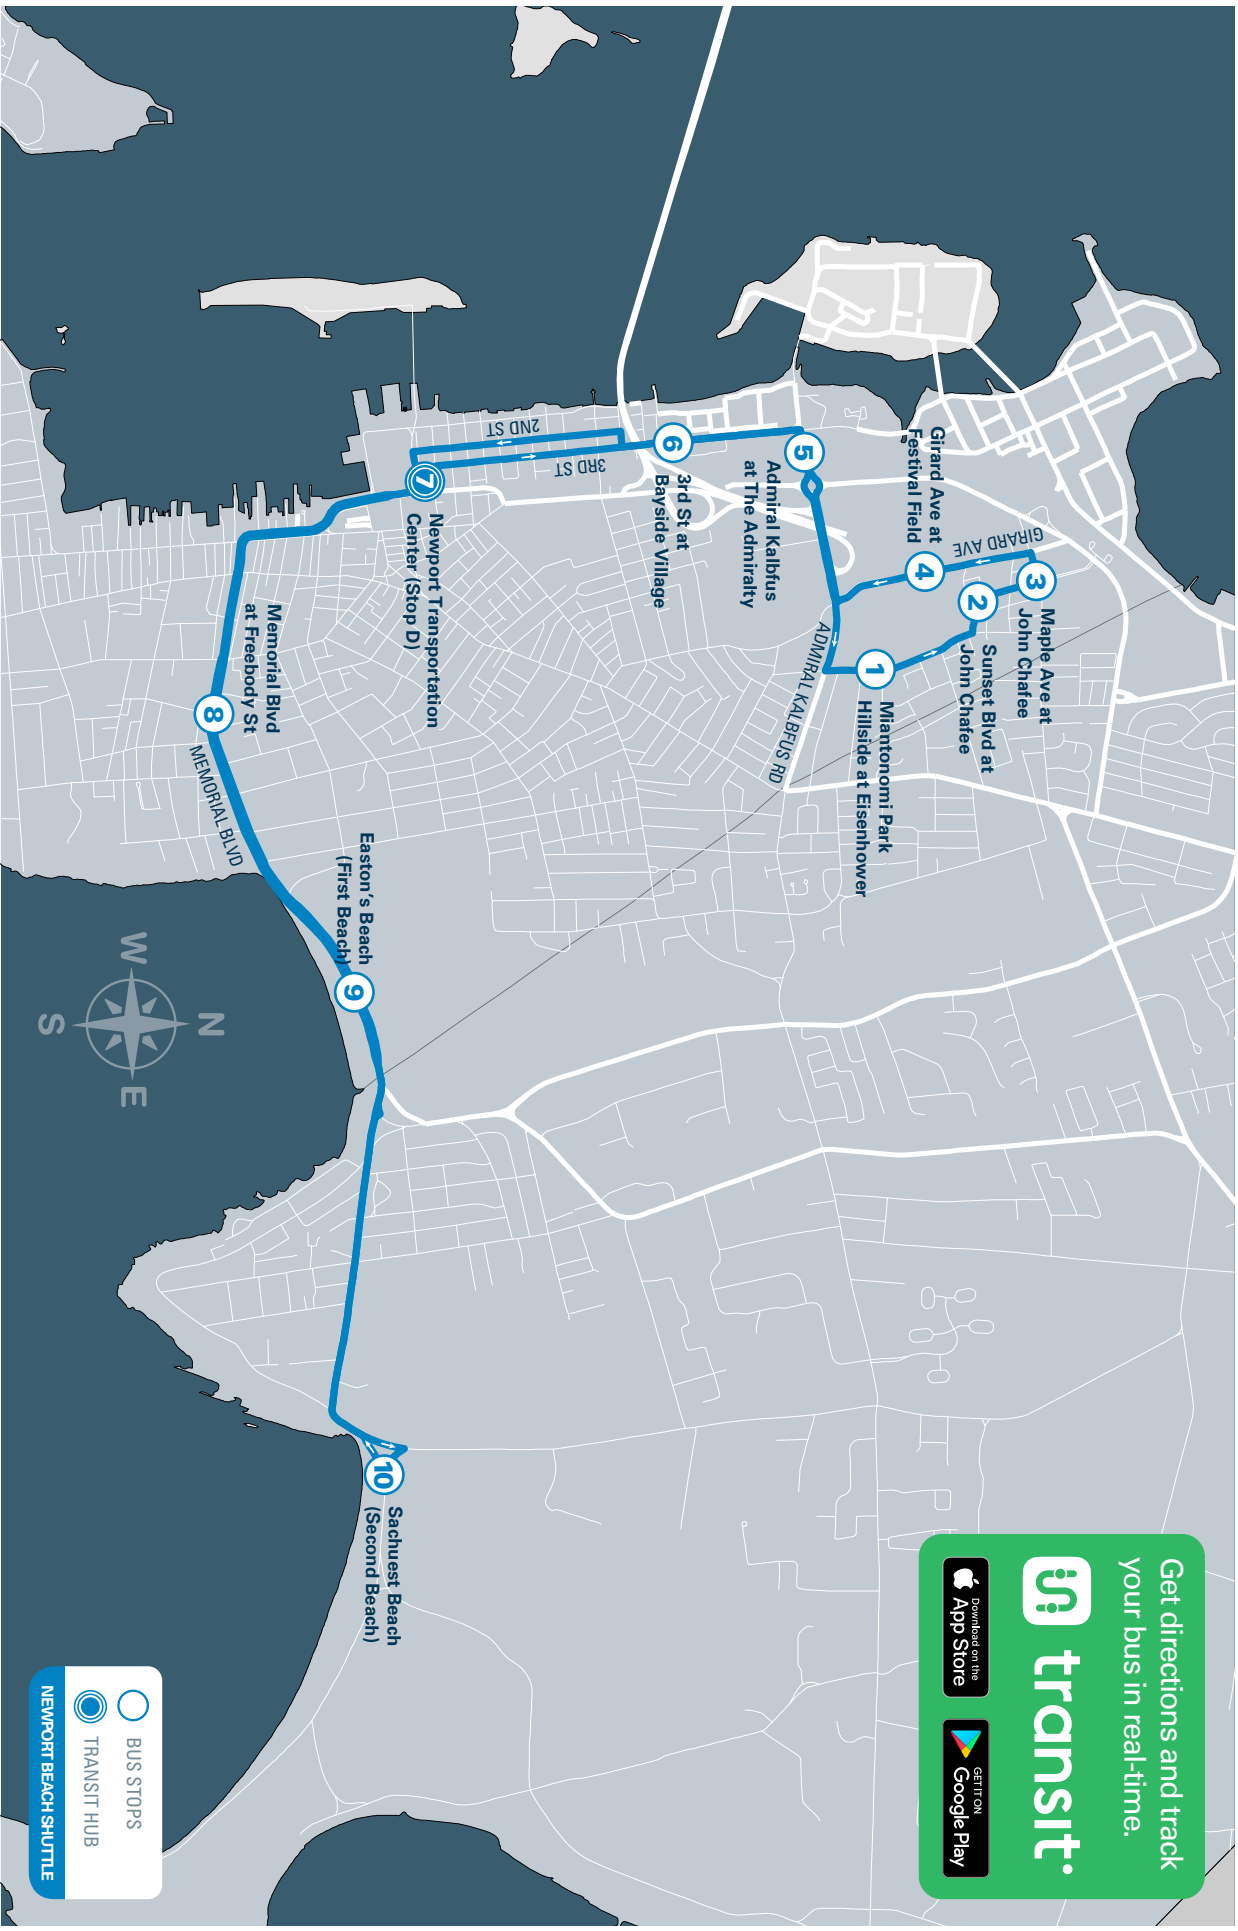 Get directions and track
your bus in real-time.
transit
Download on the
App Store
GET IT ON
Google Play
Maple Ave at
John Chafee
3
GIRARD AVE
Sunset Blvd at
John Chafee
2
Girard Ave at
Festival Field
4
Miantonomi Park
Hillside at Eisenhower
1
ADMIRAL KALBFUS RD
5
Admiral Kalbfus
at The Admiralty
6
3rd St at
Bayside Village
3RD ST
2ND ST
7
Newport Transportation
Center (Stop D)
Memorial Blvd
at Freebody St
8
MEMORIAL BLVD
Easton's Beach
(First Beach)
9
10
Sachuest Beach
(Second Beach)
N
W
E
S
BUS STOPS
TRANSIT HUB
NEWPORT BEACH SHUTTLE